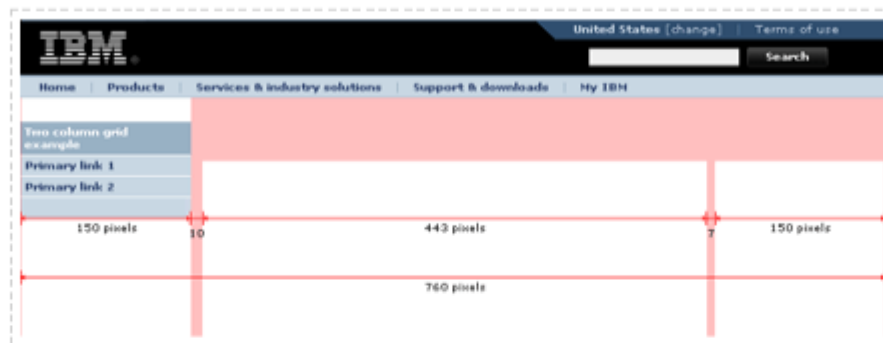 United States [change] | Terms of use
IBM®
Search
Home | Products | Services & industry solutions | Support & downloads | My IBM
Two column grid
example
Primary link 1
Primary link 2
150 pixels 10 443 pixels 7 150 pixels
760 pixels